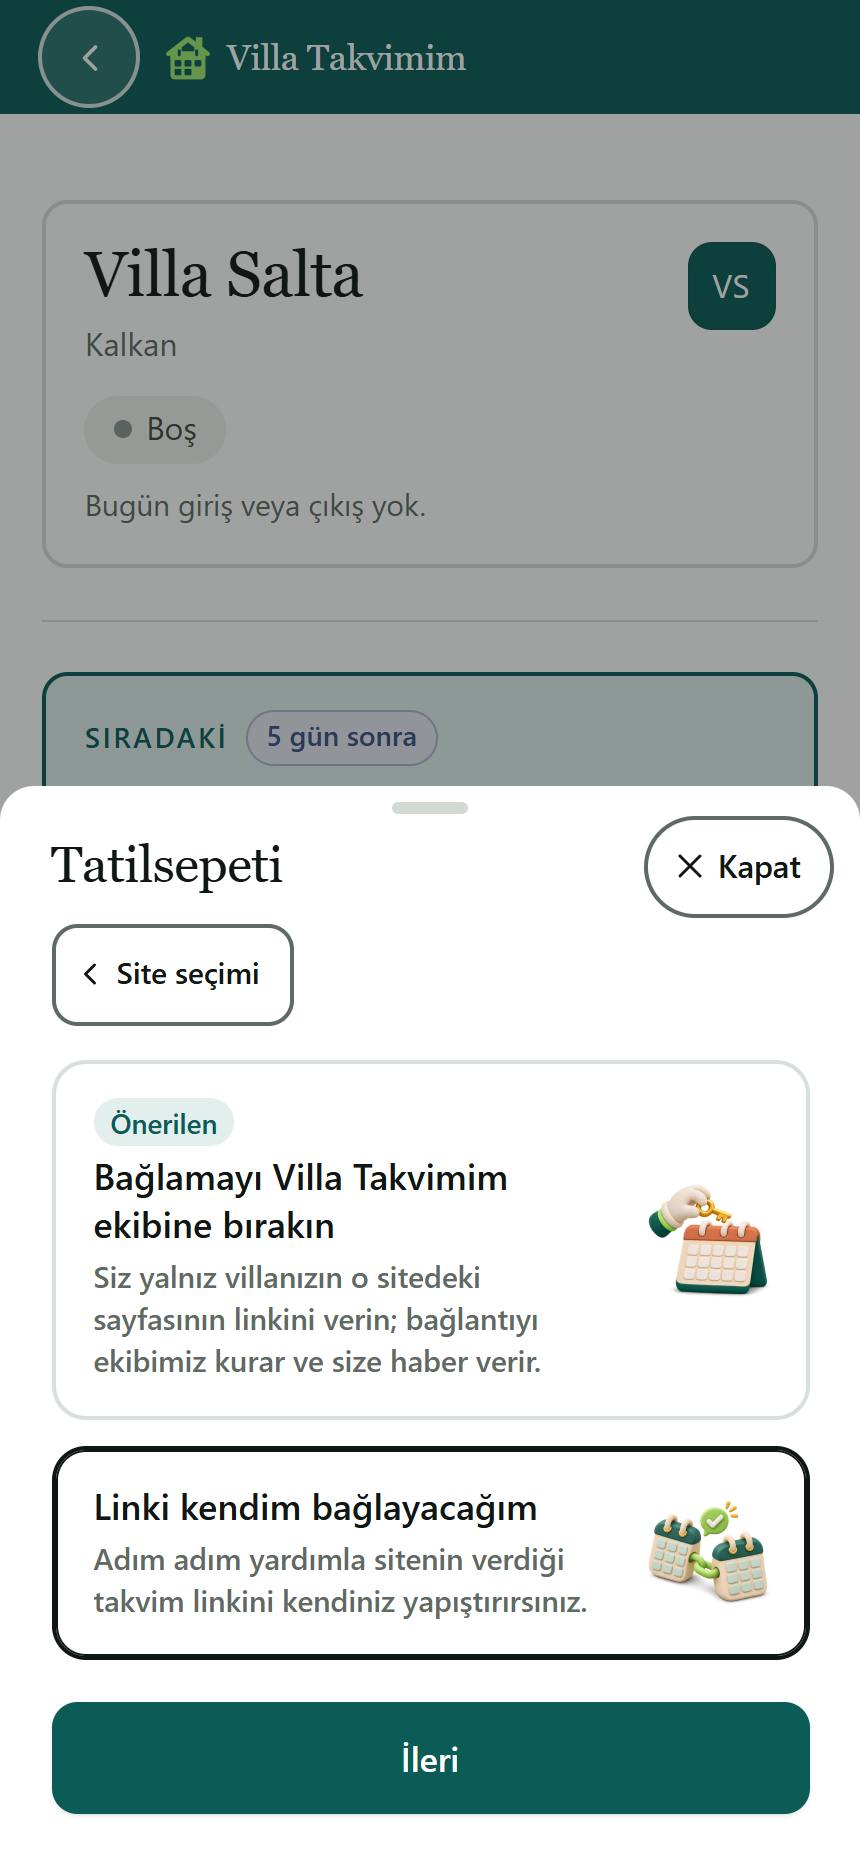 Villa Takvimim
Villa Salta
VS
Kalkan
Boş
Bugün giriş veya çıkış yok.
SIRADAKİ
5 gün sonra
Tatilsepeti
Kapat
Site seçimi
Önerilen
Bağlamayı Villa Takvimim
ekibine bırakın
Siz yalnız villanızın o sitedeki
sayfasının linkini verin; bağlantıyı
ekibimiz kurar ve size haber verir.
Linki kendim bağlayacağım
Adım adım yardımla sitenin verdiği
takvim linkini kendiniz yapıştırırsınız.
İleri